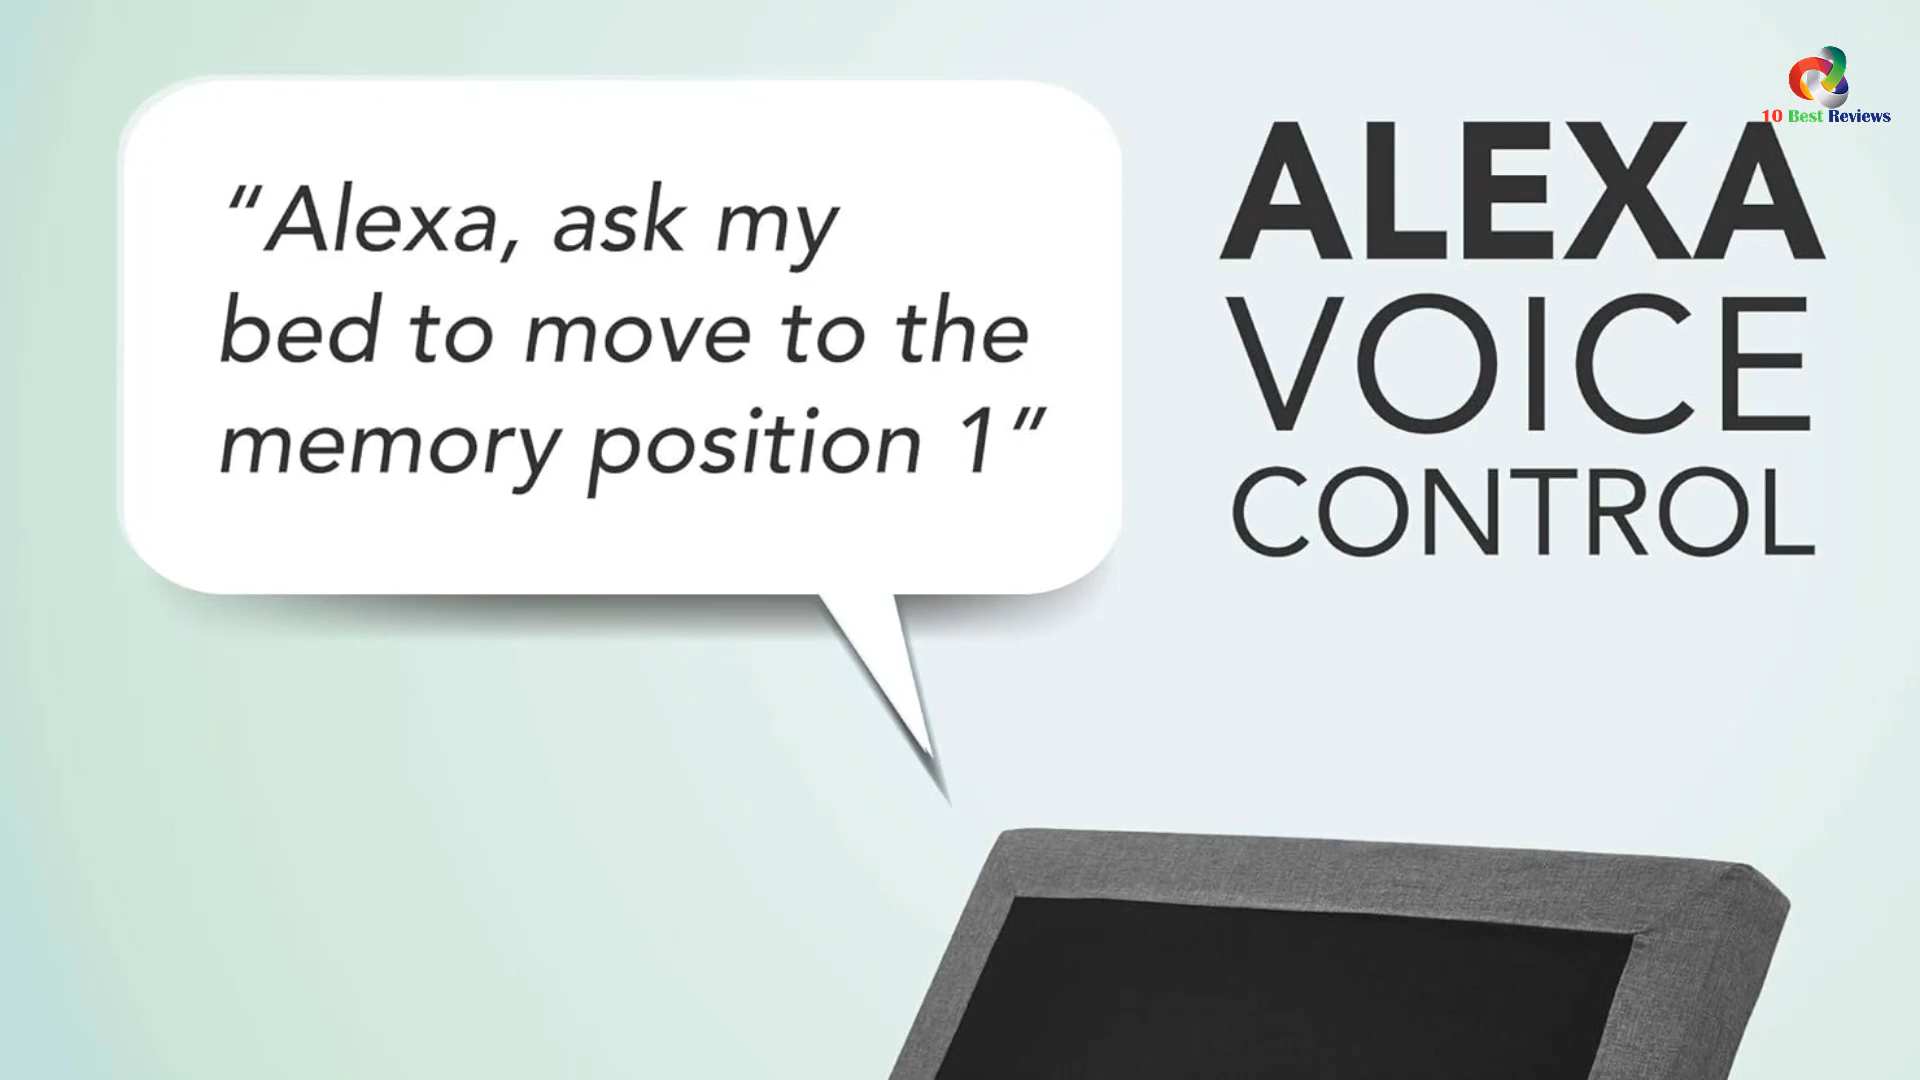 “Alexa, ask my
bed to move to the
memory position 1”
ALEXA
VOICE
CONTROL
10 Best Reviews